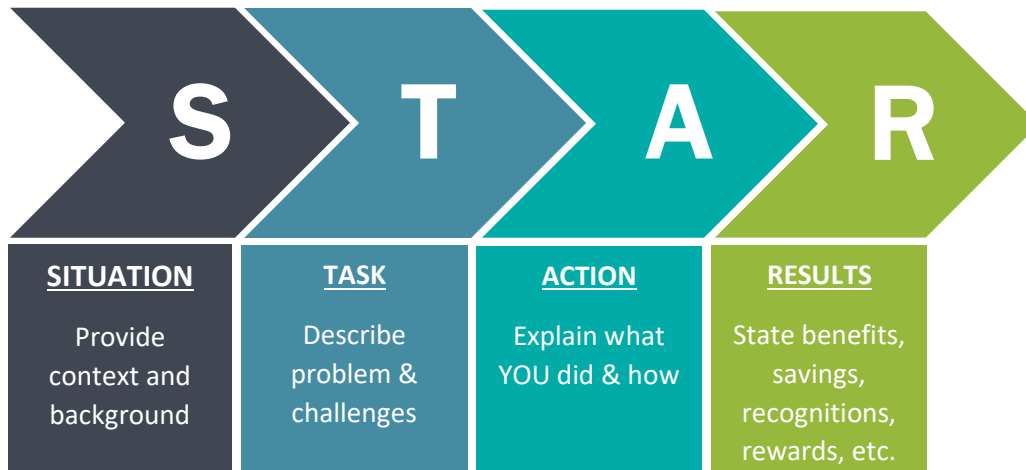 S
T
A
R
SITUATION
Provide
context and
background
TASK
Describe
problem &
challenges
ACTION
Explain what
YOU did & how
RESULTS
State benefits,
savings,
recognitions,
rewards, etc.